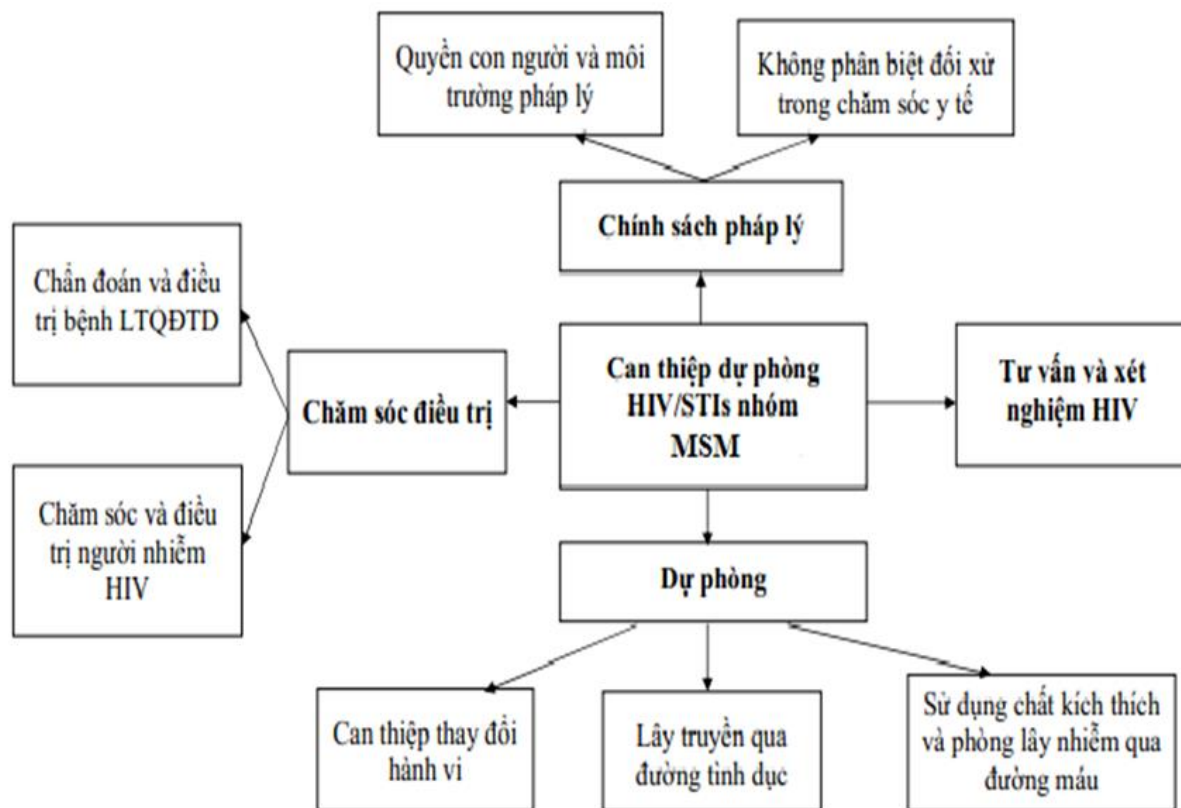 Quyền con người và môi
trường pháp lý
Không phân biệt đối xử
trong chăm sóc y tế
Chính sách pháp lý
Chẩn đoán và điều
trị bệnh LTQĐTD
Chăm sóc điều trị
Can thiệp dự phòng
HIV/STIs nhóm
MSM
Tư vấn và xét
nghiệm HIV
Chăm sóc và điều
trị người nhiễm
HIV
Dự phòng
Can thiệp thay đổi
hành vi
Lây truyền qua
đường tình dục
Sử dụng chất kích thích
và phòng lây nhiễm qua
đường máu